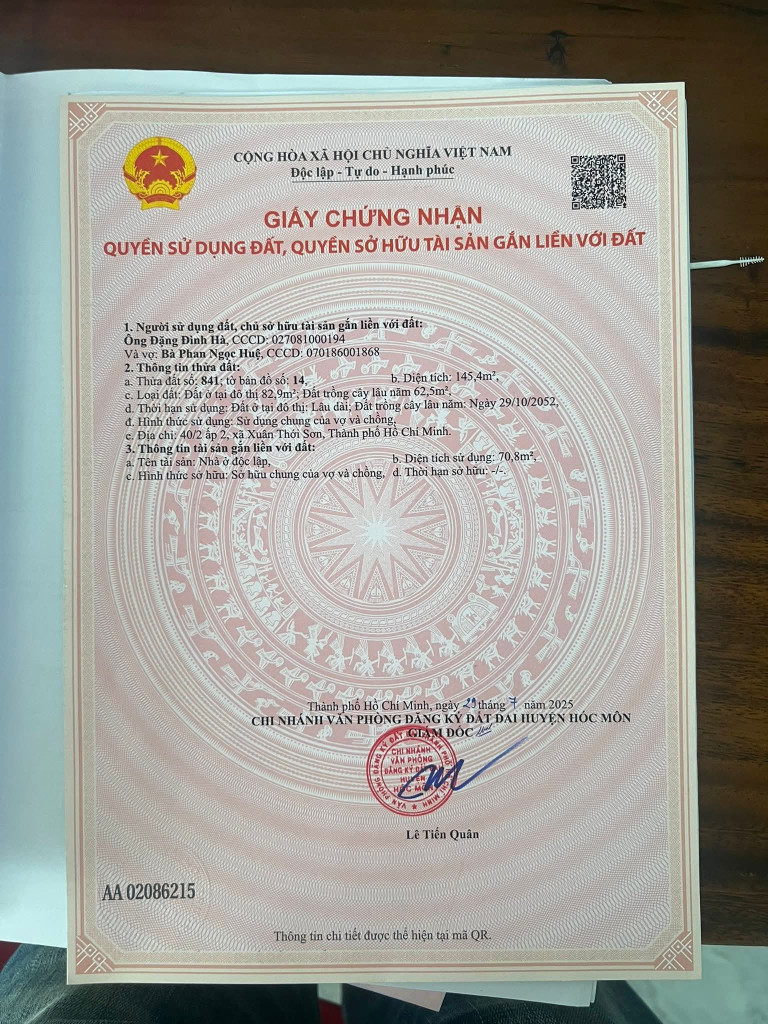 CỘNG HÒA XÃ HỘI CHỦ NGHĨA VIỆT NAM
Độc lập - Tự do - Hạnh phúc
GIẤY CHỨNG NHẬN
QUYỀN SỬ DỤNG ĐẤT, QUYỀN SỞ HỮU TÀI SẢN GẮN LIỀN VỚI ĐẤT
1. Người sử dụng đất, chủ sở hữu tài sản gắn liền với đất:
Ông Đặng Đình Hà, CCCD: 027081000194
Và vợ: Bà Phan Ngọc Huệ, CCCD: 070186001868
2. Thông tin thửa đất:
a. Thửa đất số: 841; tờ bản đồ số: 14, b. Diện tích: 145,4m²,
c. Loại đất: Đất ở tại đô thị 82,9m²; Đất trồng cây lâu năm 62,5m²,
d. Thời hạn sử dụng: Đất ở tại đô thị: Lâu dài; Đất trồng cây lâu năm: Ngày 29/10/2052,
đ. Hình thức sử dụng: Sử dụng chung của vợ và chồng,
e. Địa chỉ: 40/2 ấp 2, xã Xuân Thới Sơn, Thành phố Hồ Chí Minh.
3. Thông tin tài sản gắn liền với đất:
a. Tên tài sản: Nhà ở độc lập, b. Diện tích sử dụng: 70,8m²,
c. Hình thức sở hữu: Sở hữu chung của vợ và chồng, d. Thời hạn sở hữu: -/-.
Thành phố Hồ Chí Minh, ngày 29 tháng 7 năm 2025
CHI NHÁNH VĂN PHÒNG ĐĂNG KÝ ĐẤT ĐAI HUYỆN HÓC MÔN
GIÁM ĐỐC
CHI NHÁNH
VĂN PHÒNG
ĐĂNG KÝ ĐẤT ĐAI
HUYỆN
HÓC MÔN
Lê Tiến Quân
AA 02086215
Thông tin chi tiết được thể hiện tại mã QR.